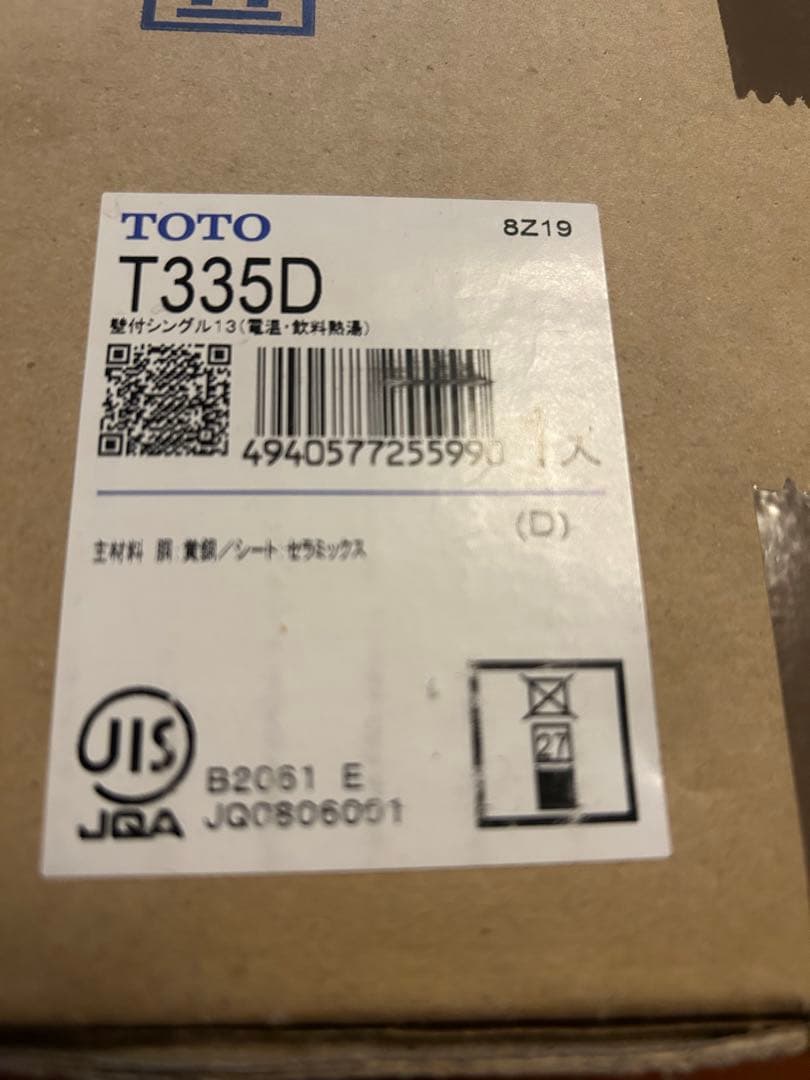 TOTO
8Z19
T335D
壁付シングル13(電温・飲料熱湯)
4940577255990
1入
(D)
主材料 胴:黄銅/シート:セラミックス
JIS
JQA
B2061 E
JQ0806001
27